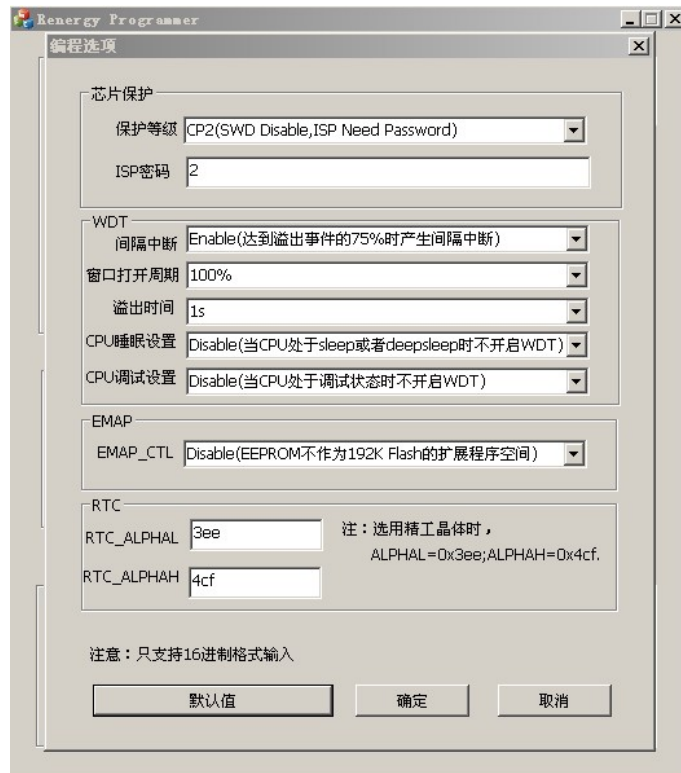 Renergy Programmer
编程选项
芯片保护
保护等级 CP2(SWD Disable,ISP Need Password)
ISP密码 2
WDT
间隔中断 Enable(达到溢出事件的75%时产生间隔中断)
窗口打开周期 100%
溢出时间 1s
CPU睡眠设置 Disable(当CPU处于sleep或者deepsleep时不开启WDT)
CPU调试设置 Disable(当CPU处于调试状态时不开启WDT)
EMAP
EMAP_CTL Disable(EEPROM不作为192K Flash的扩展程序空间)
RTC
RTC_ALPHAL 3ee 注：选用精工晶体时，
ALPHAL=0x3ee;ALPHAH=0x4cf.
RTC_ALPHAH 4cf
注意：只支持16进制格式输入
默认值 确定 取消